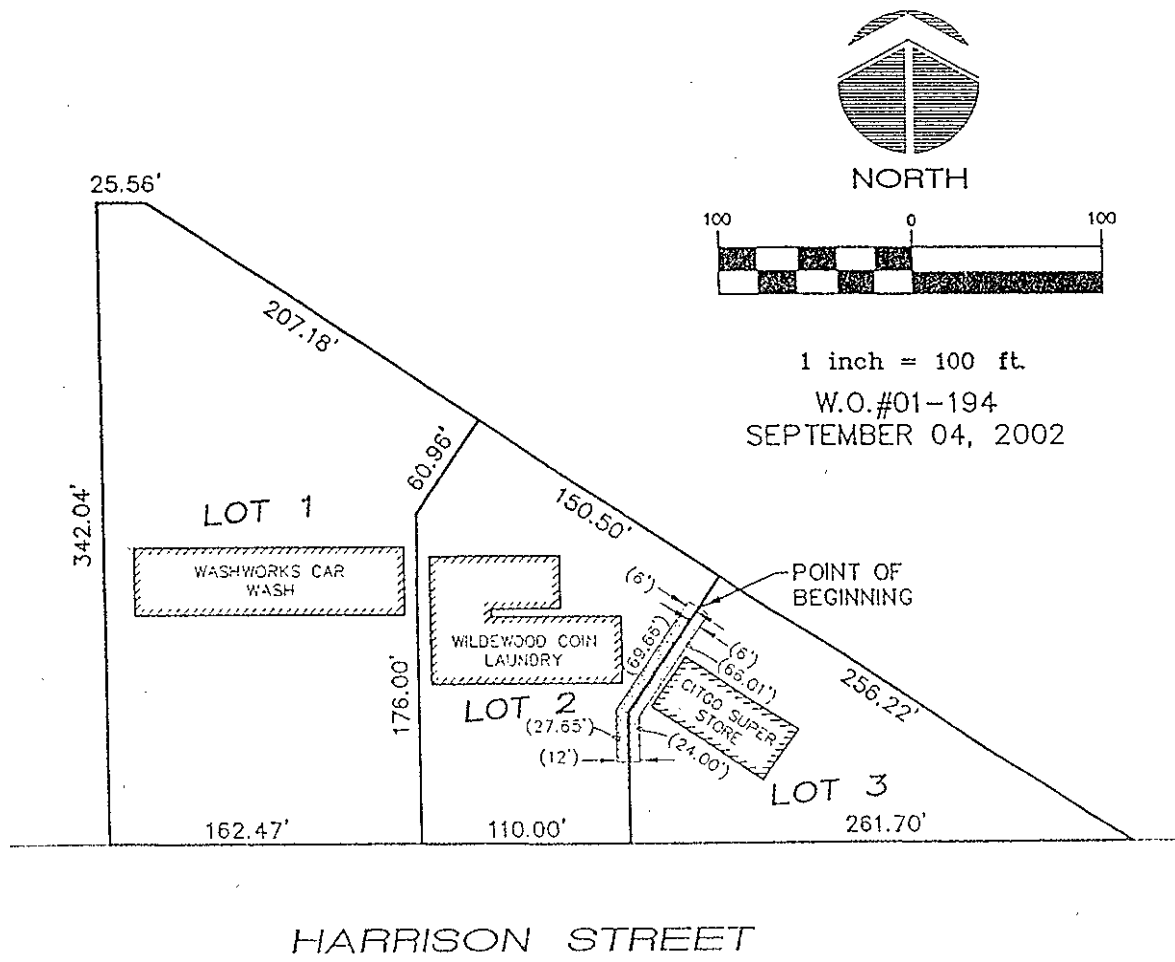 NORTH
100 0 100
1 inch = 100 ft.
W.O.#01-194
SEPTEMBER 04, 2002
25.56'
207.18'
60.96'
342.04'
LOT 1
WASHWORKS CAR
WASH
150.50'
POINT OF
BEGINNING
(6')
(6')
WILDEWOOD COIN
LAUNDRY
(69.66')
(66.01')
256.22'
176.00'
LOT 2
CITGO SUPER
STORE
(27.65')
(24.00')
(12')
LOT 3
162.47'
110.00'
261.70'
HARRISON STREET